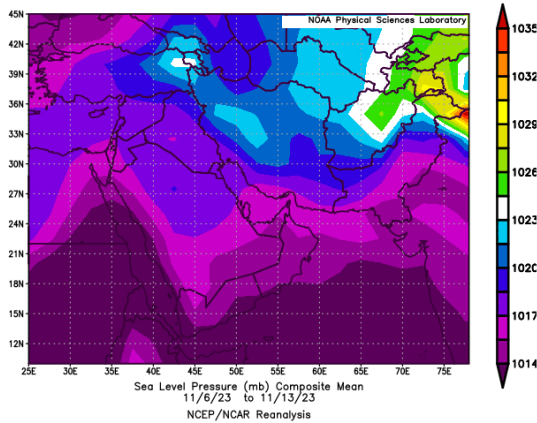 NOAA Physical Sciences Laboratory
45N
42N
39N
36N
33N
30N
27N
24N
21N
18N
15N
12N
25E 30E 35E 40E 45E 50E 55E 60E 65E 70E 75E
1035
1032
1029
1026
1023
1020
1017
1014
Sea Level Pressure (mb) Composite Mean
11/6/23 to 11/13/23
NCEP/NCAR Reanalysis